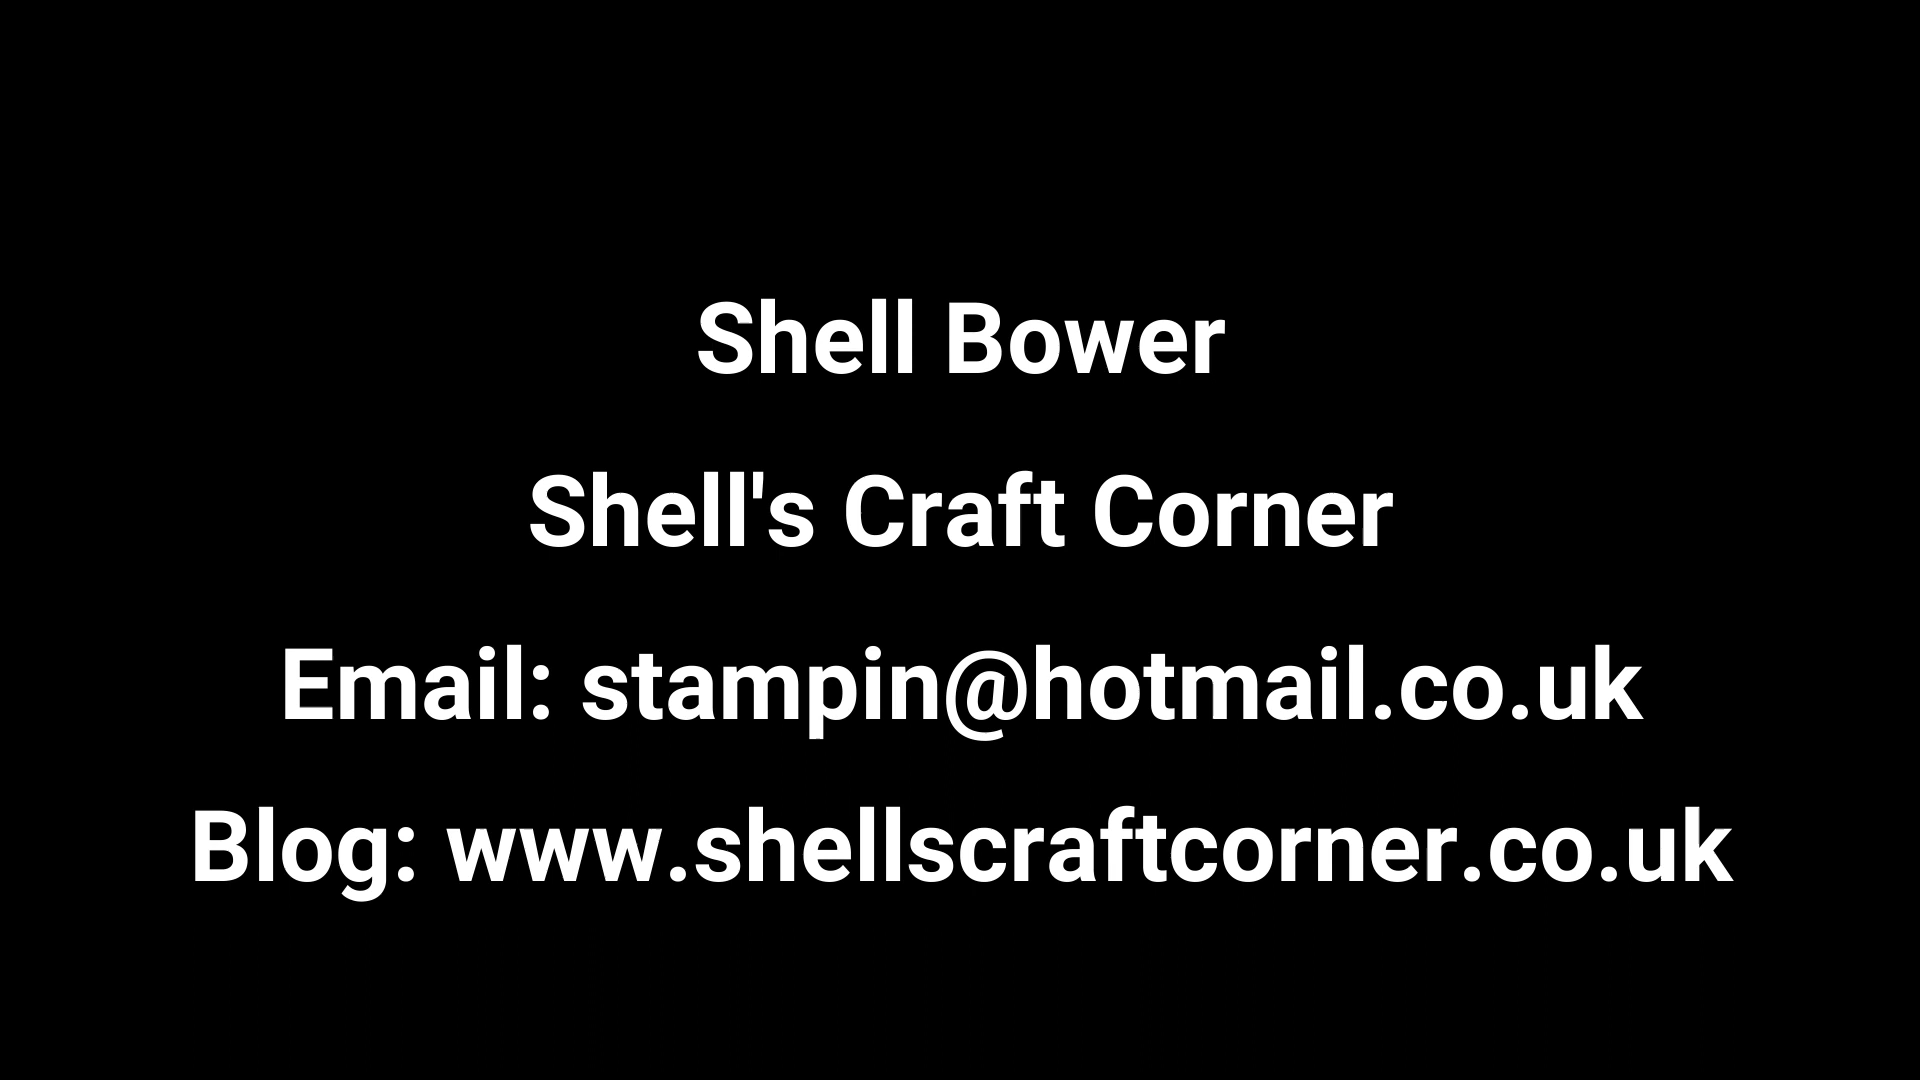 Shell Bower
Shell's Craft Corner
Email: stampin@hotmail.co.uk
Blog: www.shellscraftcorner.co.uk